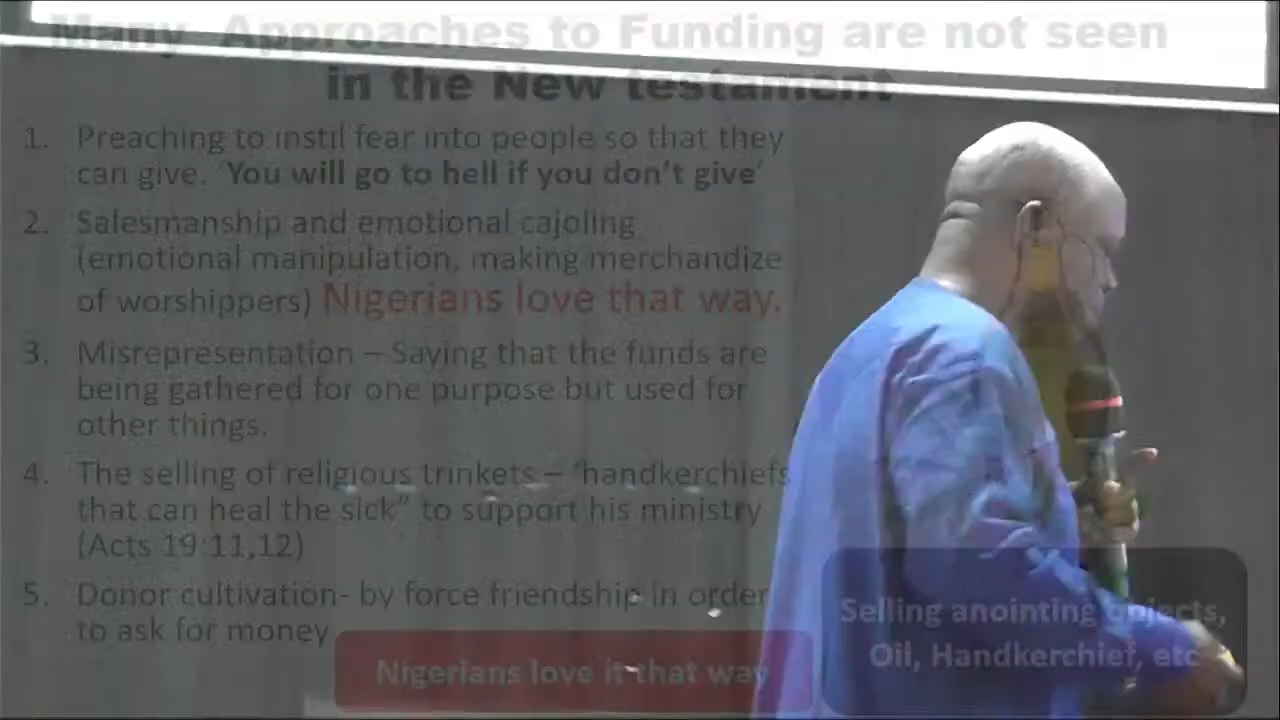 Many Approaches to Funding are not seen
in the New testament
1. Preaching to instil fear into people so that they
can give. 'You will go to hell if you don't give'
2. Salesmanship and emotional cajoling
(emotional manipulation, making merchandize
of worshippers) Nigerians love that way.
3. Misrepresentation – Saying that the funds are
being gathered for one purpose but used for
other things.
4. The selling of religious trinkets – "handkerchiefs
that can heal the sick" to support his ministry
(Acts 19:11,12)
5. Donor cultivation- by force friendship in order
to ask for money
Nigerians love it that way
Selling anointing objects,
Oil, Handkerchief, etc